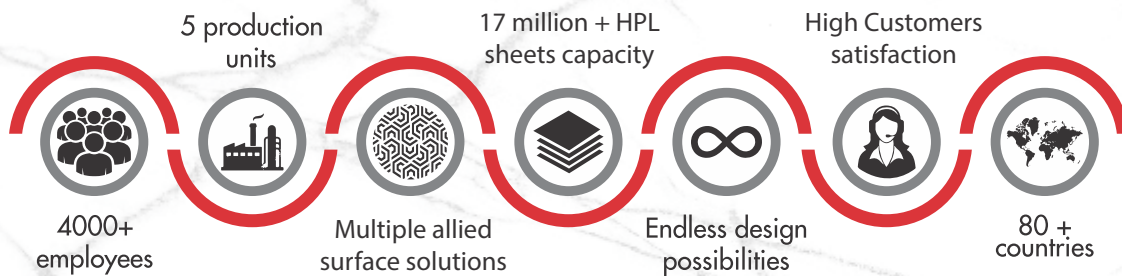 4000+
employees
5 production
units
Multiple allied
surface solutions
17 million + HPL
sheets capacity
Endless design
possibilities
High Customers
satisfaction
80 +
countries